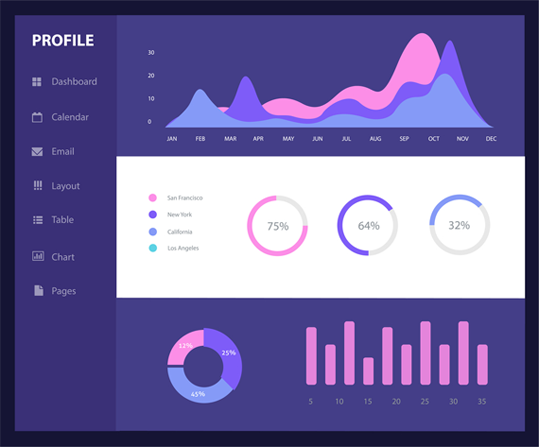 PROFILE
Dashboard
Calendar
Email
Layout
Table
Chart
Pages
30
20
10
0
JAN FEB MAR APR MAY JUN JUL AUG SEP OCT NOV DEC
San Francisco
New York
California
Los Angeles
75% 64% 32%
12%
25%
45%
5 10 15 20 25 30 35